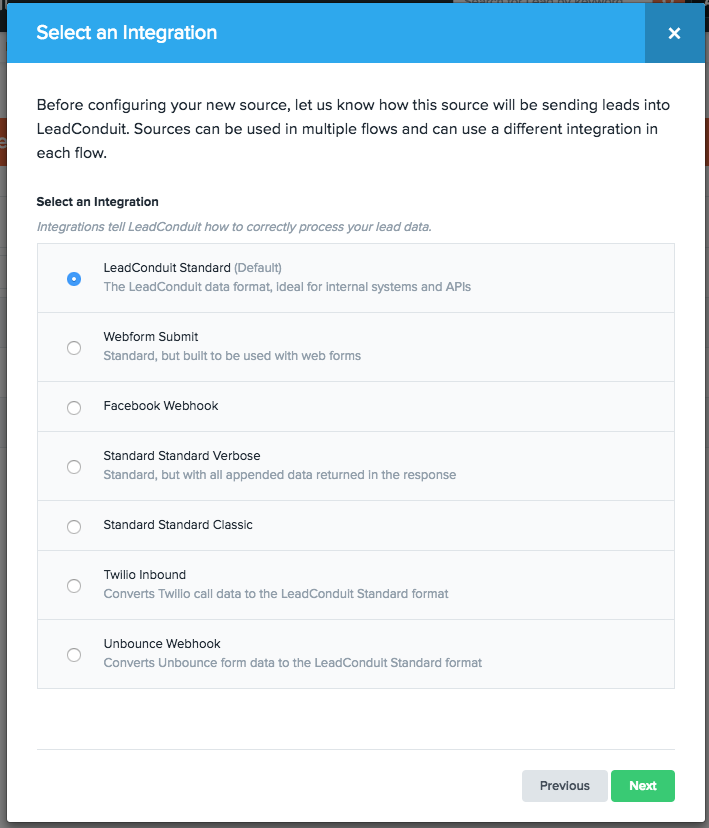 Select an Integration
×
Before configuring your new source, let us know how this source will be sending leads into
LeadConduit. Sources can be used in multiple flows and can use a different integration in
each flow.
Select an Integration
Integrations tell LeadConduit how to correctly process your lead data.
LeadConduit Standard (Default)
The LeadConduit data format, ideal for internal systems and APIs
Webform Submit
Standard, but built to be used with web forms
Facebook Webhook
Standard Standard Verbose
Standard, but with all appended data returned in the response
Standard Standard Classic
Twilio Inbound
Converts Twilio call data to the LeadConduit Standard format
Unbounce Webhook
Converts Unbounce form data to the LeadConduit Standard format
Previous
Next